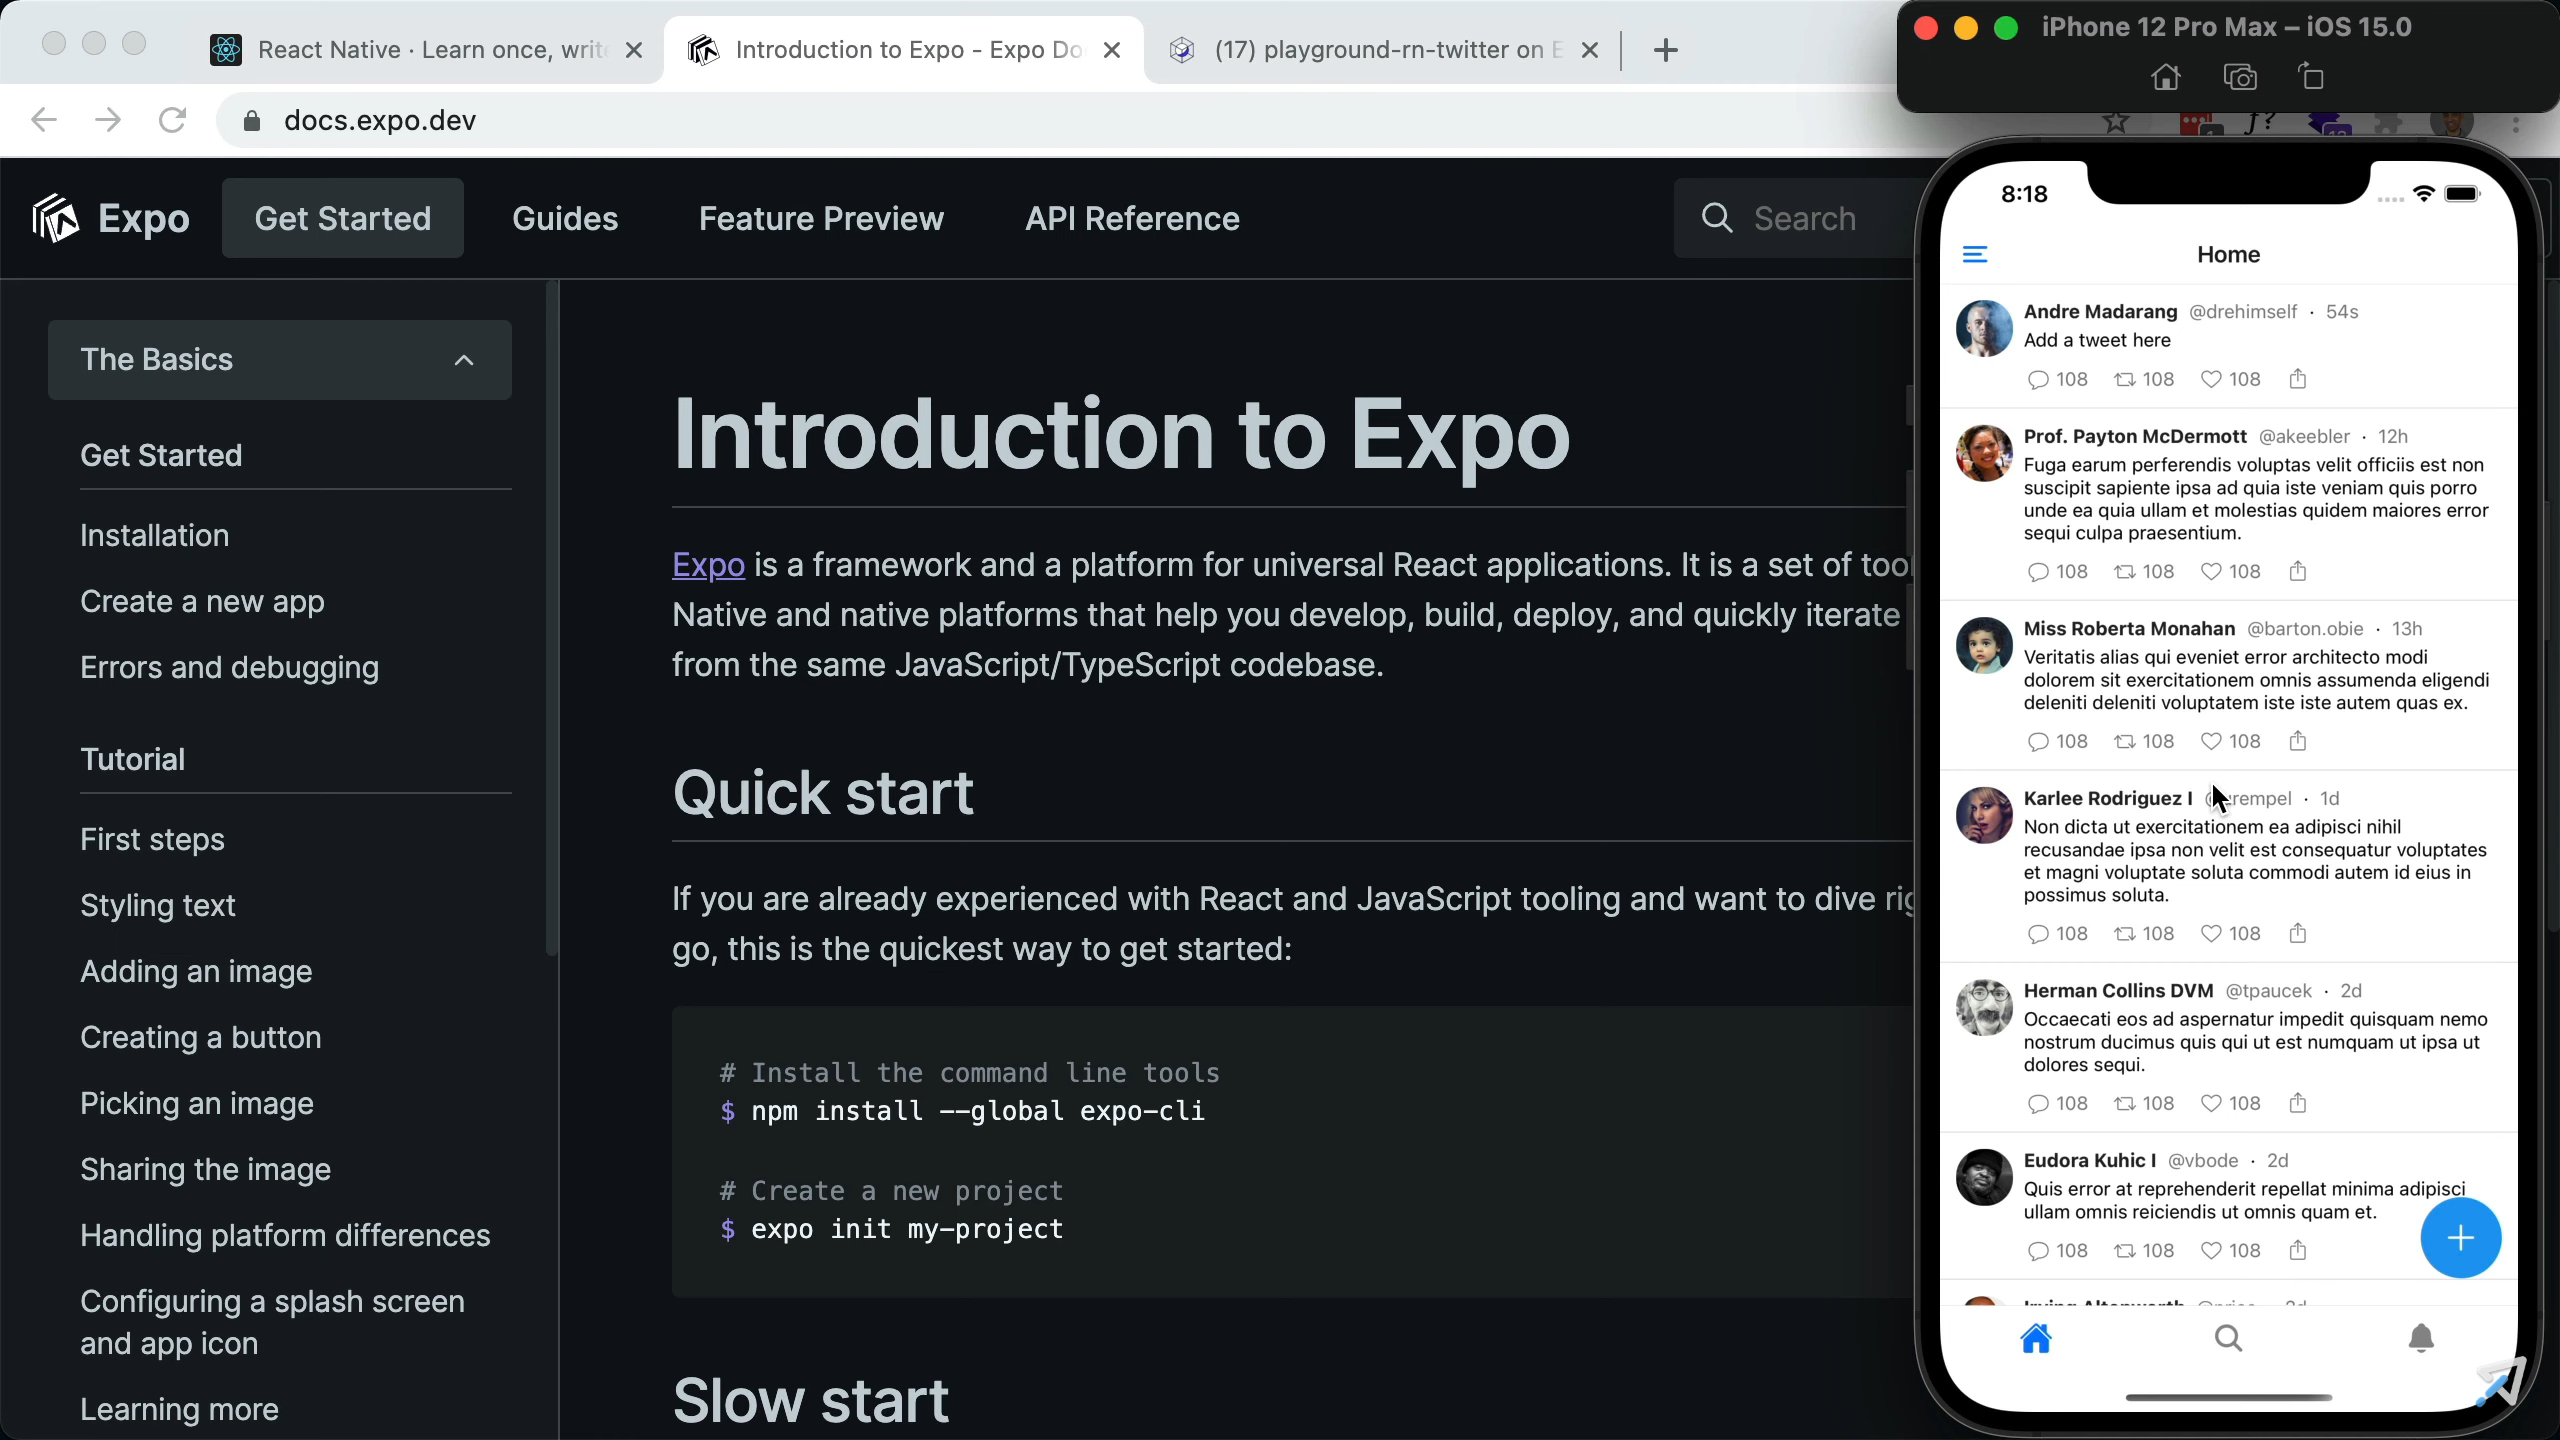 React Native · Learn once, write
Introduction to Expo - Expo Do
(17) playground-rn-twitter on E
docs.expo.dev
Expo
Get Started
Guides
Feature Preview
API Reference
Search
The Basics
Get Started
Installation
Create a new app
Errors and debugging
Tutorial
First steps
Styling text
Adding an image
Creating a button
Picking an image
Sharing the image
Handling platform differences
Configuring a splash screen
and app icon
Learning more
Introduction to Expo
Expo is a framework and a platform for universal React applications. It is a set of tool
Native and native platforms that help you develop, build, deploy, and quickly iterate
from the same JavaScript/TypeScript codebase.
Quick start
If you are already experienced with React and JavaScript tooling and want to dive rig
go, this is the quickest way to get started:
# Install the command line tools
$ npm install --global expo-cli
# Create a new project
$ expo init my-project
Slow start
iPhone 12 Pro Max – iOS 15.0
8:18
Home
Andre Madarang @drehimself · 54s
Add a tweet here
108 108 108
Prof. Payton McDermott @akeebler · 12h
Fuga earum perferendis voluptas velit officiis est non
suscipit sapiente ipsa ad quia iste veniam quis porro
unde ea quia ullam et molestias quidem maiores error
sequi culpa praesentium.
108 108 108
Miss Roberta Monahan @barton.obie · 13h
Veritatis alias qui eveniet error architecto modi
dolorem sit exercitationem omnis assumenda eligendi
deleniti deleniti voluptatem iste iste autem quas ex.
108 108 108
Karlee Rodriguez I · 1d
Non dicta ut exercitationem ea adipisci nihil
recusandae ipsa non velit est consequatur voluptates
et magni voluptate soluta commodi autem id eius in
possimus soluta.
108 108 108
Herman Collins DVM @tpaucek · 2d
Occaecati eos ad aspernatur impedit quisquam nemo
nostrum ducimus quis qui ut est numquam ut ipsa ut
dolores sequi.
108 108 108
Eudora Kuhic I @vbode · 2d
Quis error at reprehenderit repellat minima adipisci
ullam omnis reiciendis ut omnis quam et.
108 108 108